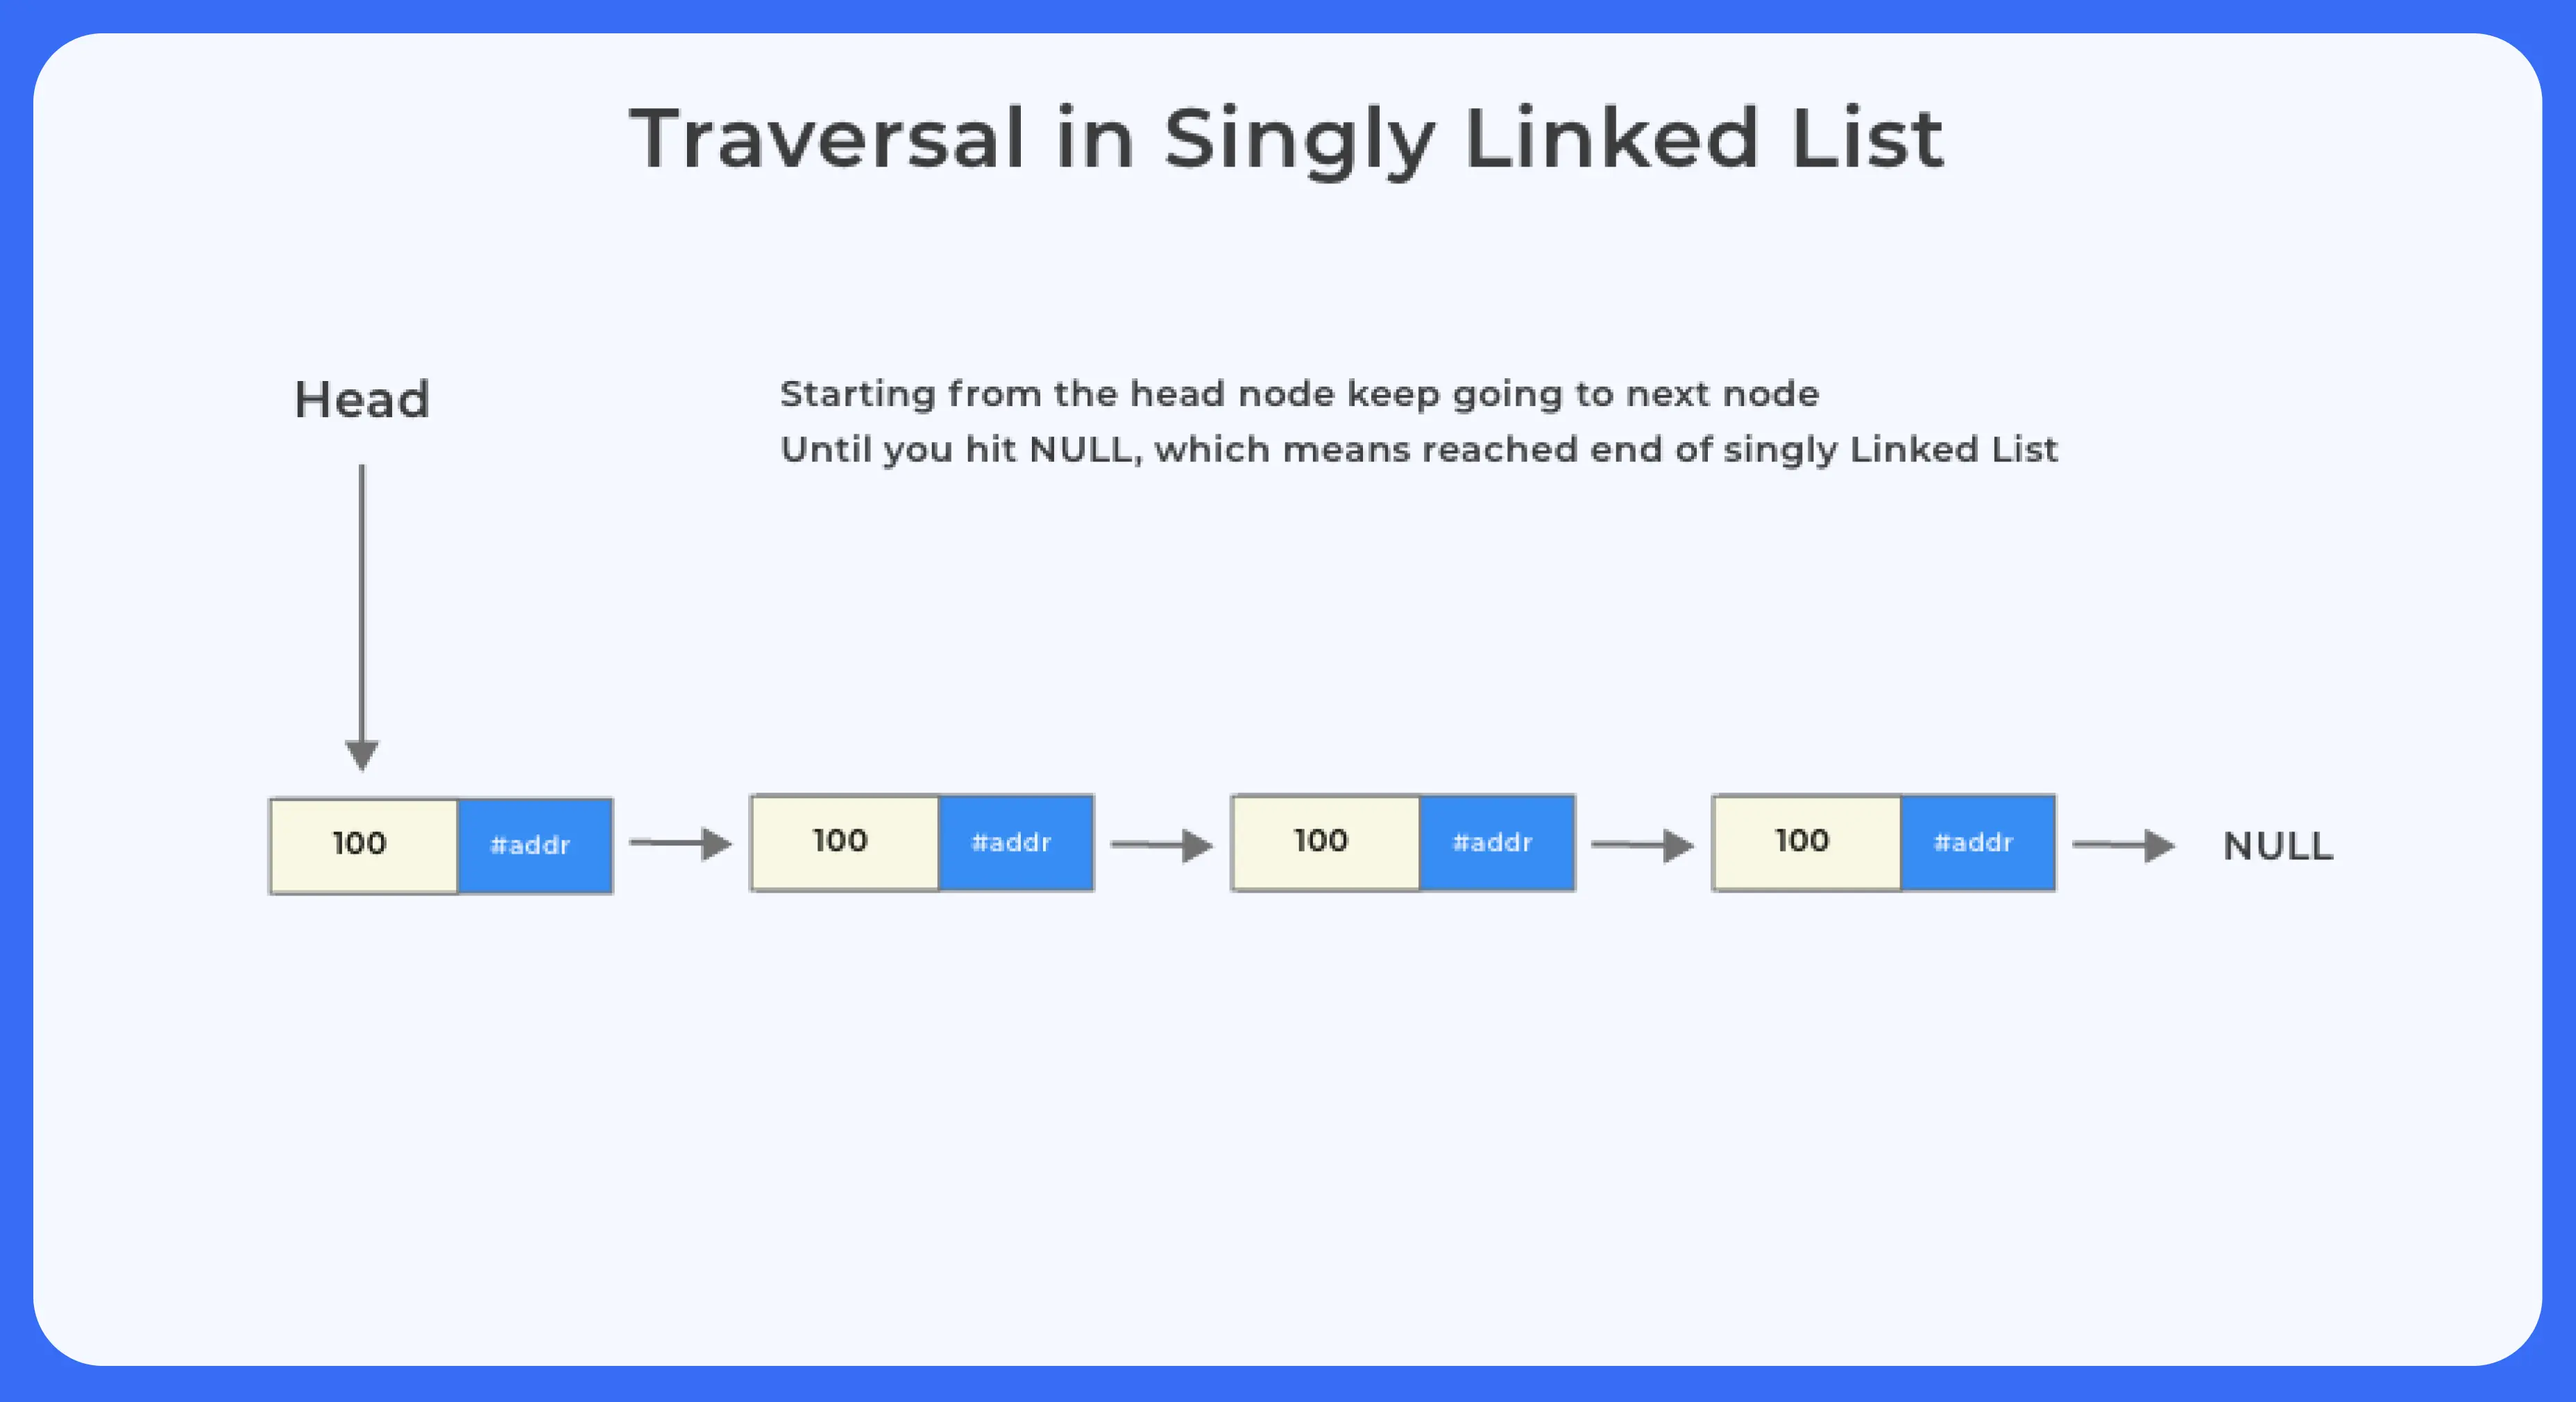 Traversal in Singly Linked List
Head
Starting from the head node keep going to next node
Until you hit NULL, which means reached end of singly Linked List
100 #addr 100 #addr 100 #addr 100 #addr NULL